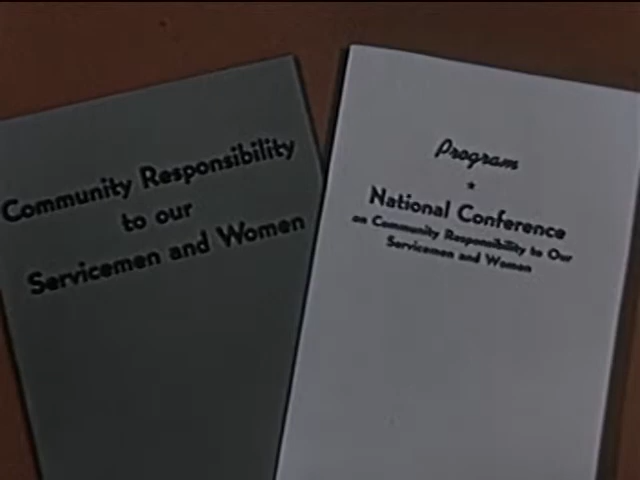 Community Responsibility
to our
Servicemen and Women
Program
National Conference
on Community Responsibility to Our
Servicemen and Women